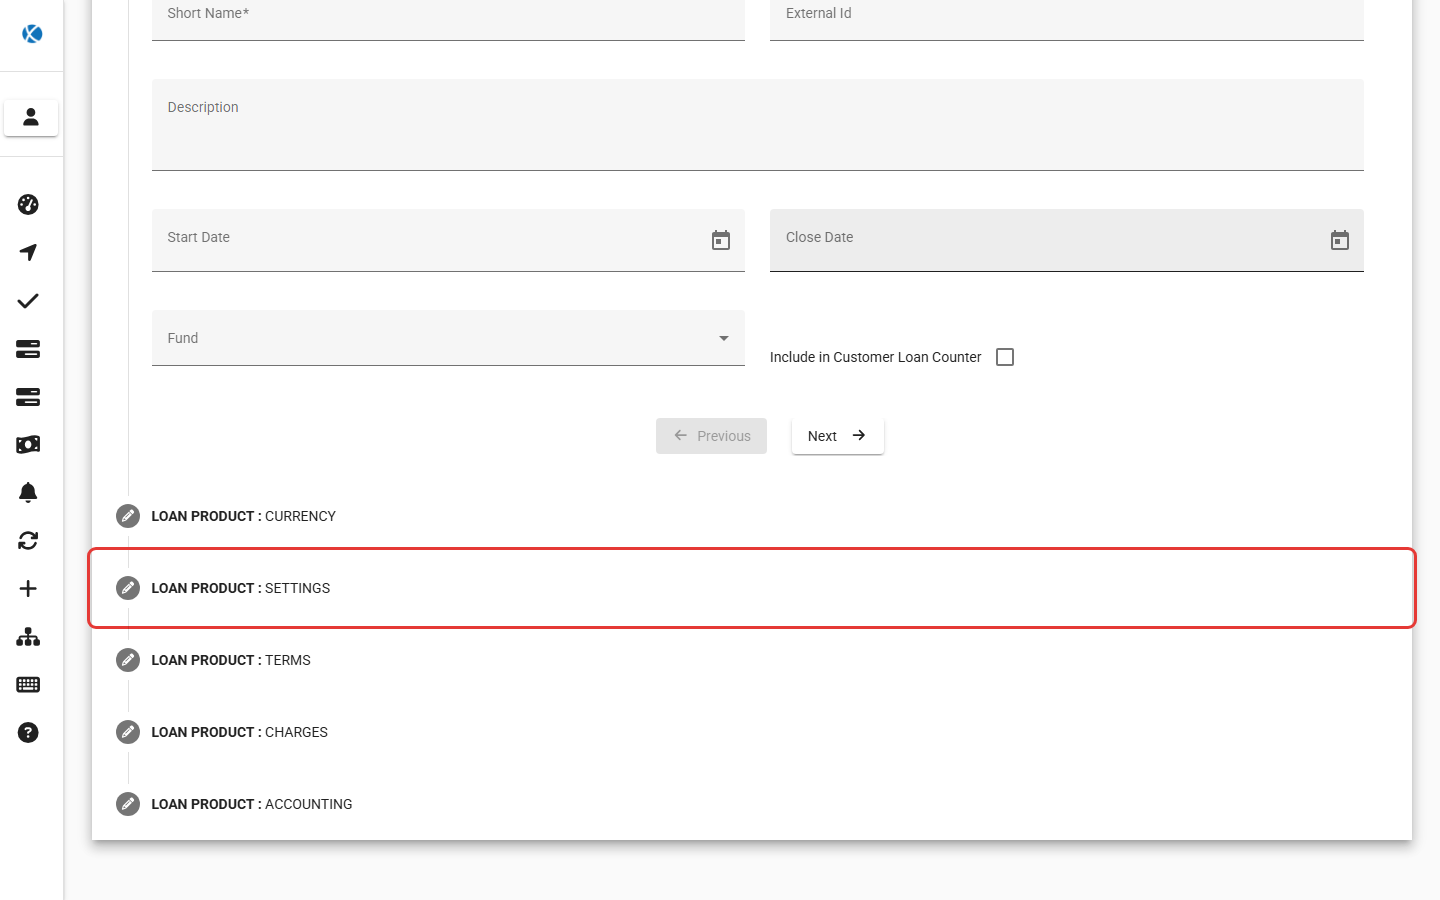 Short Name*
External Id
Description
Start Date
Close Date
Fund
Include in Customer Loan Counter
Previous
Next
LOAN PRODUCT : CURRENCY
LOAN PRODUCT : SETTINGS
LOAN PRODUCT : TERMS
LOAN PRODUCT : CHARGES
LOAN PRODUCT : ACCOUNTING